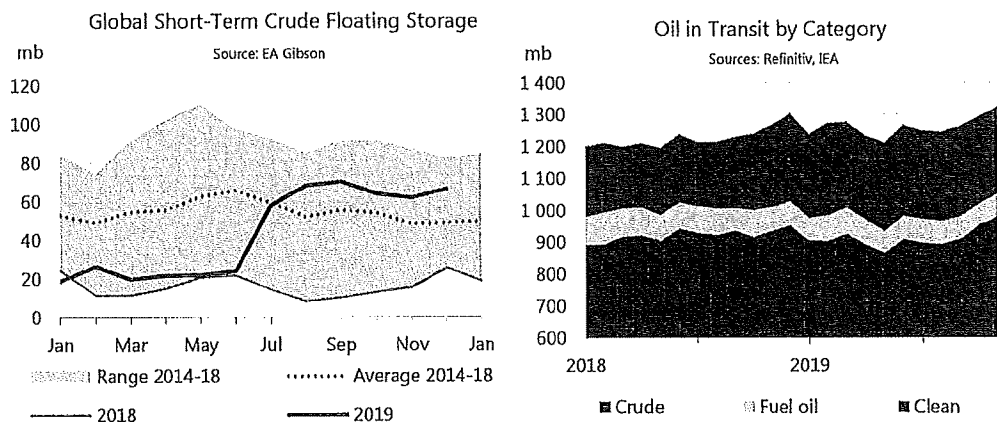 Global Short-Term Crude Floating Storage
mb
Source: EA Gibson
120
100
80
60
40
20
0
Jan Mar May Jul Sep Nov Jan
Range 2014-18
Average 2014-18
2018
2019
Oil in Transit by Category
mb
Sources: Refinitiv, IEA
1 400
1 300
1 200
1 100
1 000
900
800
700
600
2018 2019
Crude Fuel oil Clean